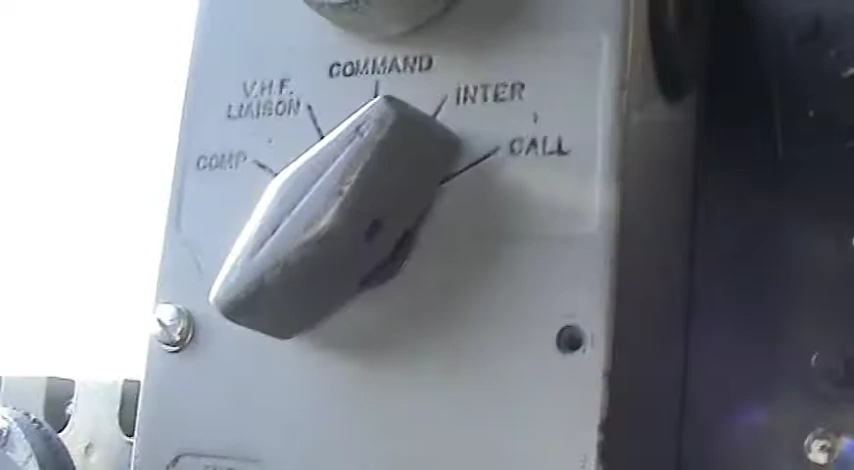 COMMAND
V.H.F.
LIAISON
INTER
COMP
CALL